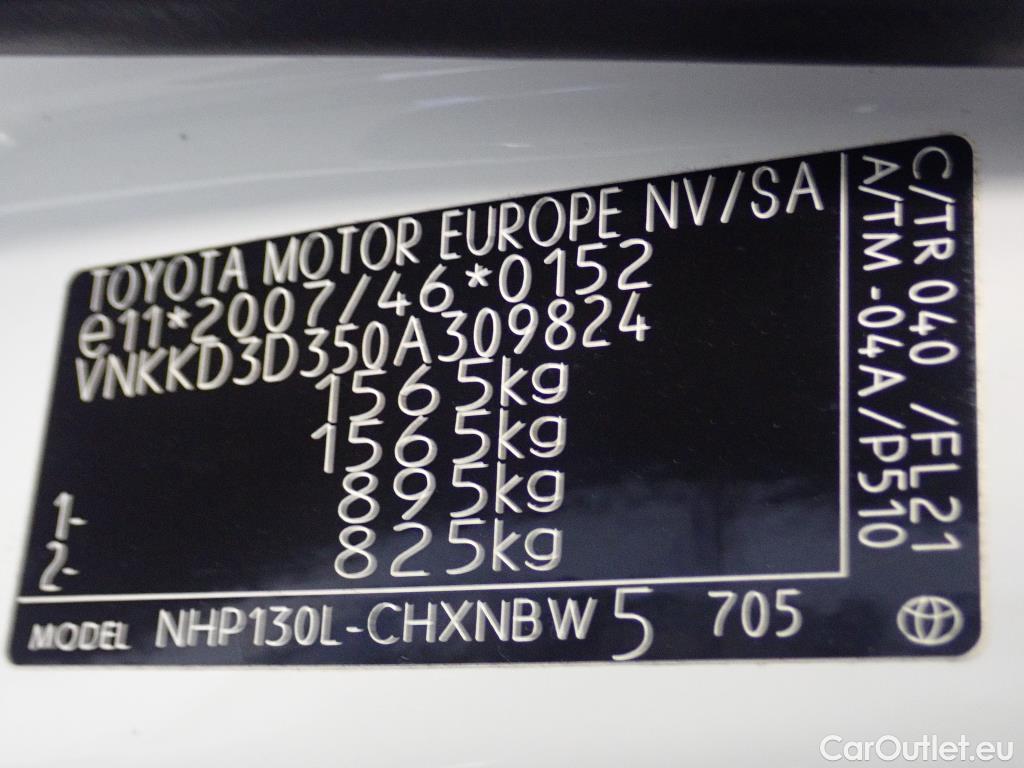 TOYOTA MOTOR EUROPE NV/SA
e11*2007/46*0152
VNKKD3D350A309824
1565kg
1565kg
1- 895kg
2- 825kg
MODEL NHP130L-CHXNBW 5 705
C/TR 040 /FL21
A/TM -04A/P510
CarOutlet.eu